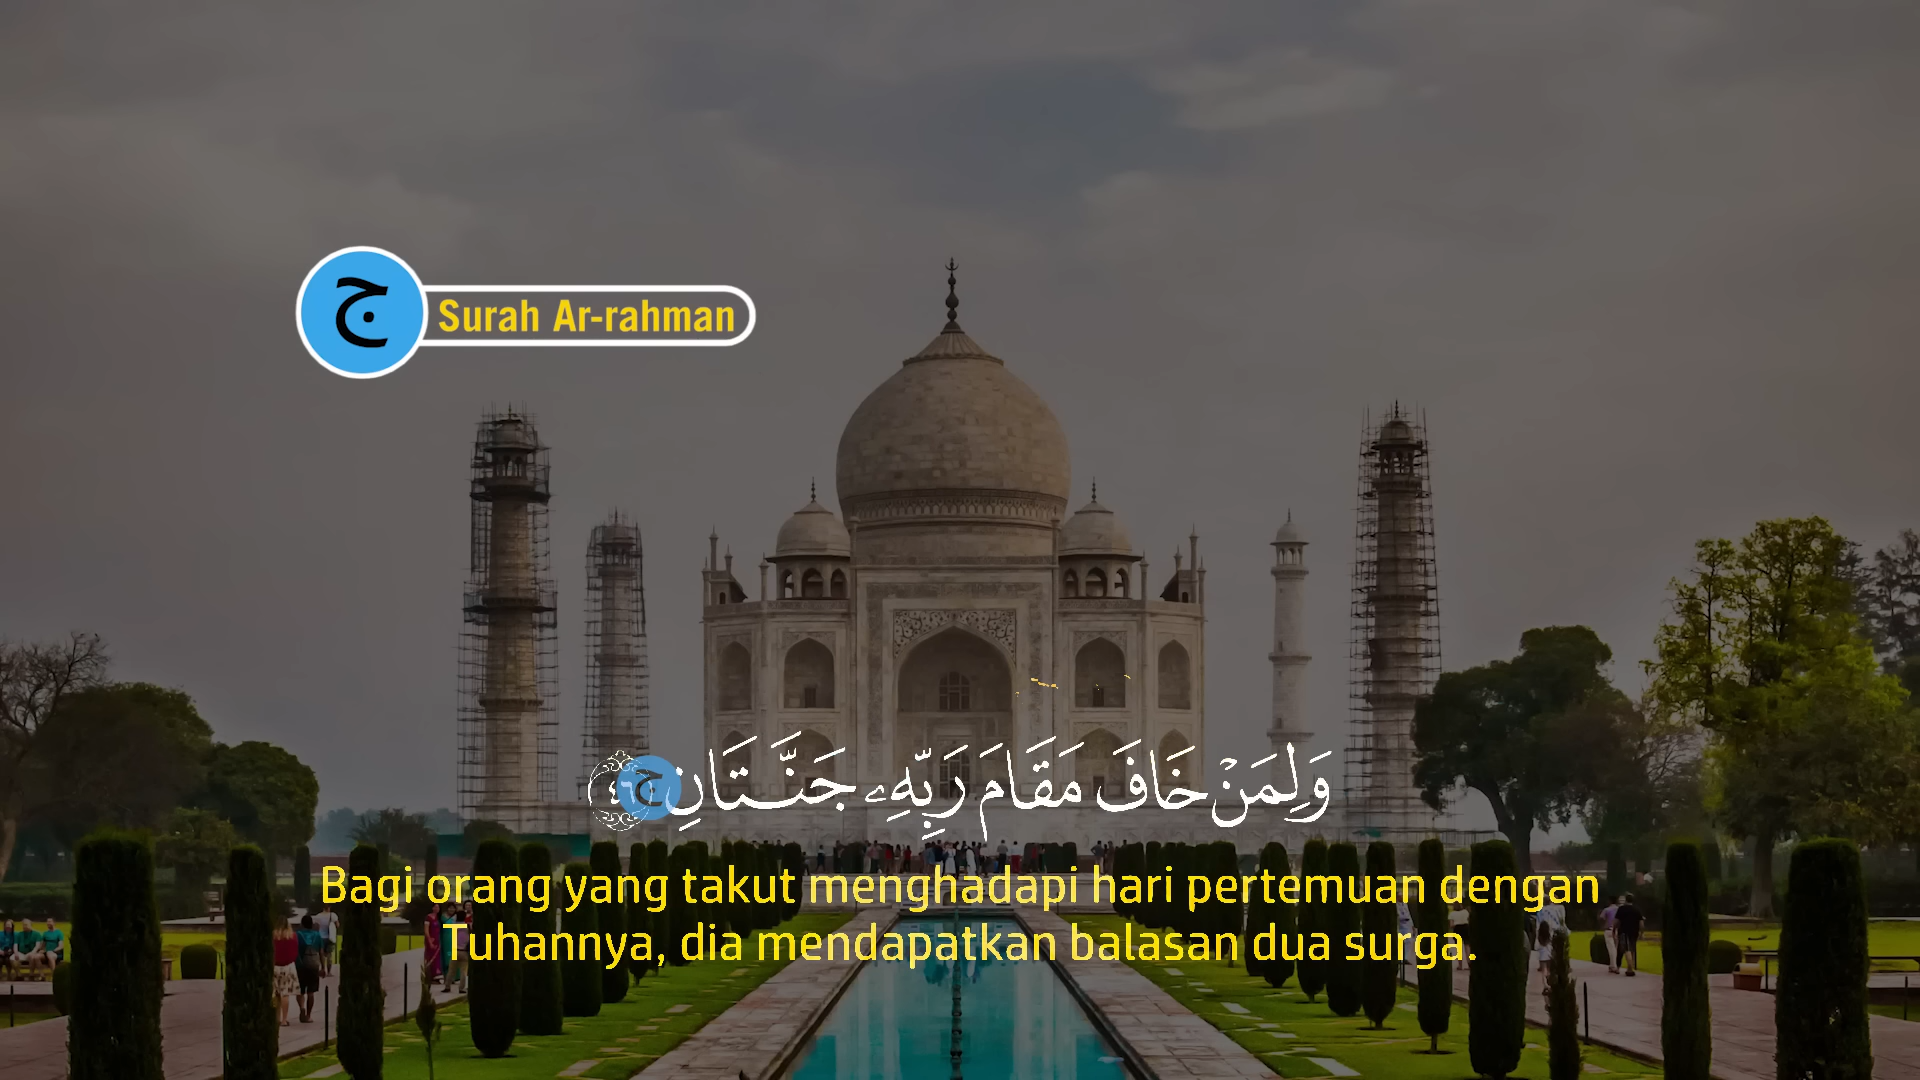 ج
Surah Ar-rahman
وَلِمَنْ خَافَ مَقَامَ رَبِّهِۦ جَنَّتَانِ ٤٦
ج
Bagi orang yang takut menghadapi hari pertemuan dengan
Tuhannya, dia mendapatkan balasan dua surga.